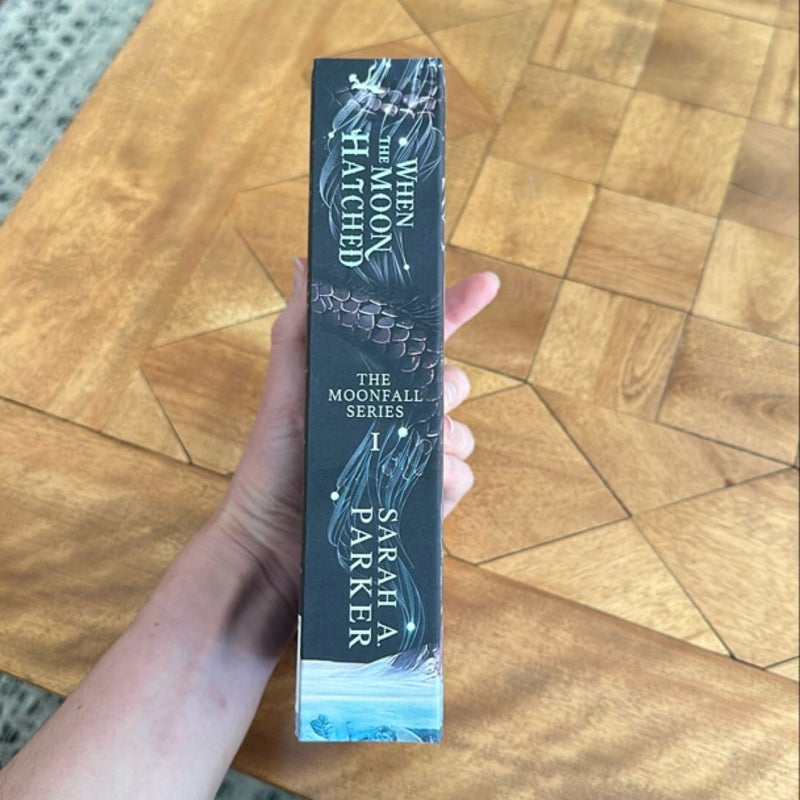 WHEN
THE MOON
HATCHED
THE
MOONFALL
SERIES
I
SARAH A.
PARKER